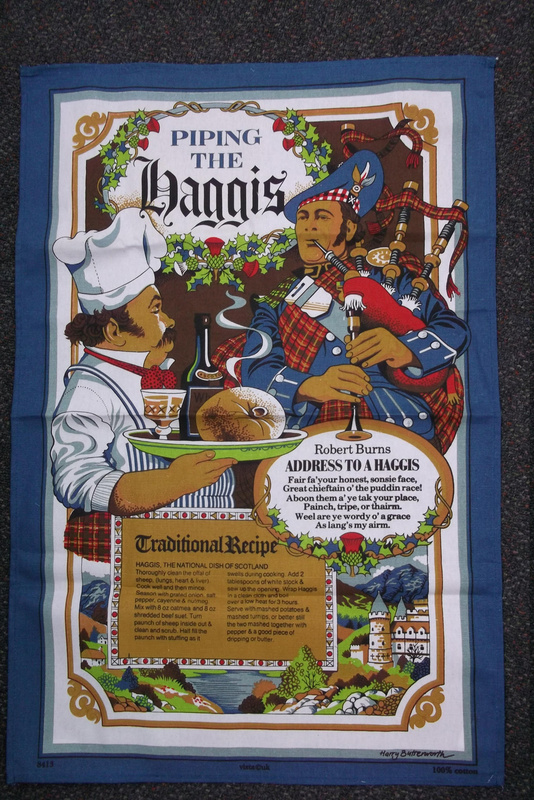 PIPING
THE
Haggis
Robert Burns
ADDRESS TO A HAGGIS
Fair fa' your honest, sonsie face,
Great chieftain o' the puddin race!
Aboon them a' ye tak your place,
Painch, tripe, or thairm.
Weel are ye wordy o' a grace
As lang's my airm.
Traditional Recipe
HAGGIS, THE NATIONAL DISH OF SCOTLAND
Thoroughly clean the offal of
sheep, (lungs, heart & liver).
Cook well and then mince.
Season with grated onion, salt
pepper, cayenne & nutmeg.
Mix with 6 oz oatmeal and 8 oz
shredded beef suet. Turn
paunch of sheep inside out &
clean and scrub. Half fill the
paunch with stuffing as it
swells during cooking. Add 2
tablespoons of white stock &
sew up the opening. Wrap Haggis
in a clean cloth and boil
over a low heat for 3 hours.
Serve with mashed potatoes &
mashed turnips, or better still
the two mashed together with
pepper & a good piece of
dripping or butter.
Harry Butterworth
100% cotton